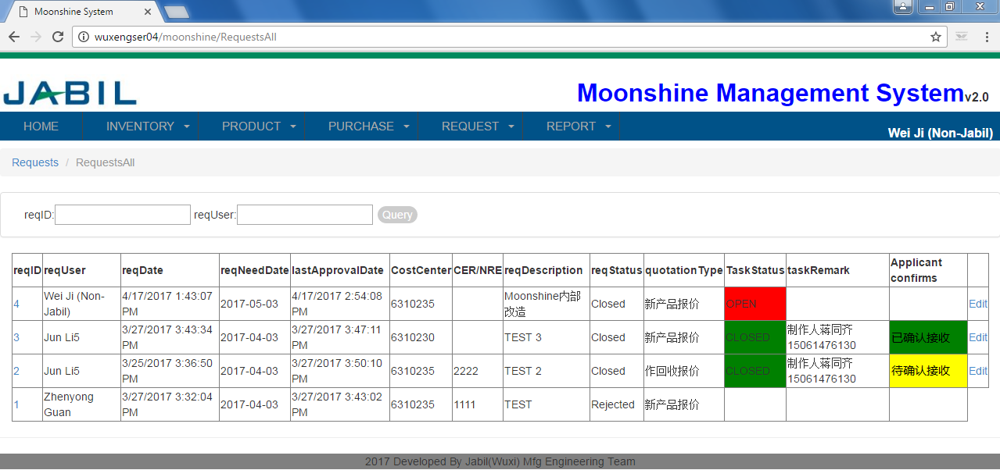 Moonshine System
wuxengser04/moonshine/RequestsAll
JABIL
Moonshine Management System v2.0
HOME INVENTORY PRODUCT PURCHASE REQUEST REPORT
Wei Ji (Non-Jabil)
Requests / RequestsAll
reqID: reqUser: Query
reqID reqUser reqDate reqNeedDate lastApprovalDate CostCenter CER/NRE reqDescription reqStatus quotationType TaskStatus taskRemark Applicant confirms
4 Wei Ji (Non-Jabil) 4/17/2017 1:43:07 PM 2017-05-03 4/17/2017 2:54:08 PM 6310235 Moonshine内部改造 Closed 新产品报价 OPEN Edit
3 Jun Li5 3/27/2017 3:43:34 PM 2017-04-03 3/27/2017 3:47:11 PM 6310230 TEST 3 Closed 新产品报价 CLOSED 制作人蒋同齐 15061476130 已确认接收 Edit
2 Jun Li5 3/25/2017 3:36:50 PM 2017-04-03 3/27/2017 3:50:10 PM 6310235 2222 TEST 2 Closed 作回收报价 CLOSED 制作人蒋同齐 15061476130 待确认接收 Edit
1 Zhenyong Guan 3/27/2017 3:32:04 PM 2017-04-03 3/27/2017 3:43:02 PM 6310235 1111 TEST Rejected 新产品报价
2017 Developed By Jabil(Wuxi) Mfg Engineering Team